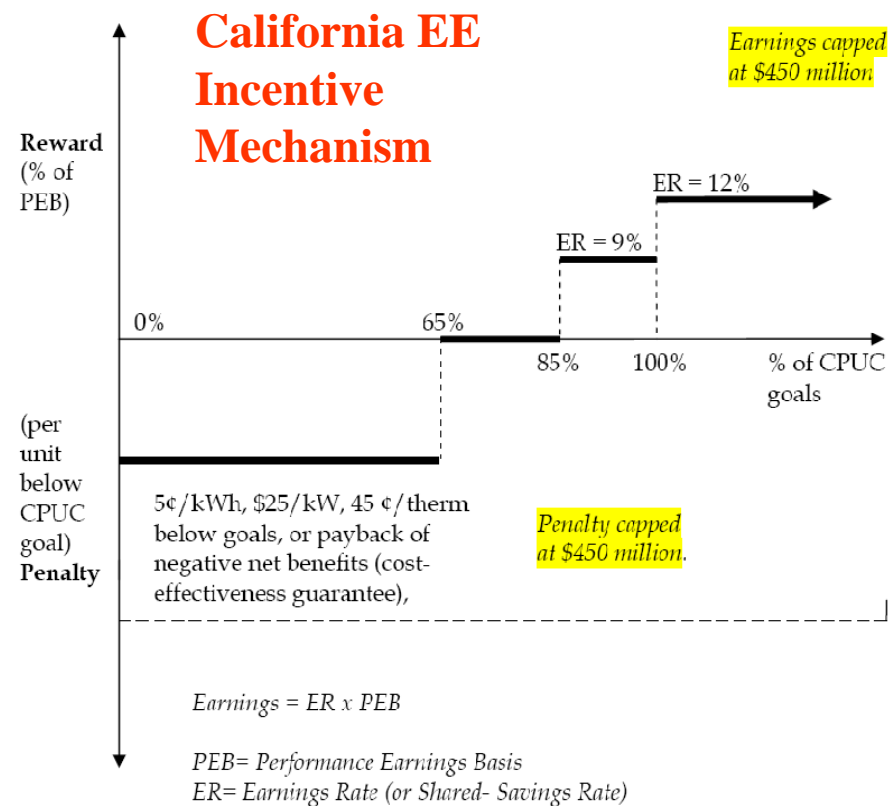 California EE
Incentive
Mechanism
Earnings capped
at $450 million
Reward
(% of
PEB)
ER = 12%
ER = 9%
0%
65%
85%
100%
% of CPUC
goals
(per
unit
below
CPUC
goal)
Penalty
5¢/kWh, $25/kW, 45 ¢/therm
below goals, or payback of
negative net benefits (cost-
effectiveness guarantee),
Penalty capped
at $450 million.
Earnings = ER x PEB
PEB= Performance Earnings Basis
ER= Earnings Rate (or Shared- Savings Rate)